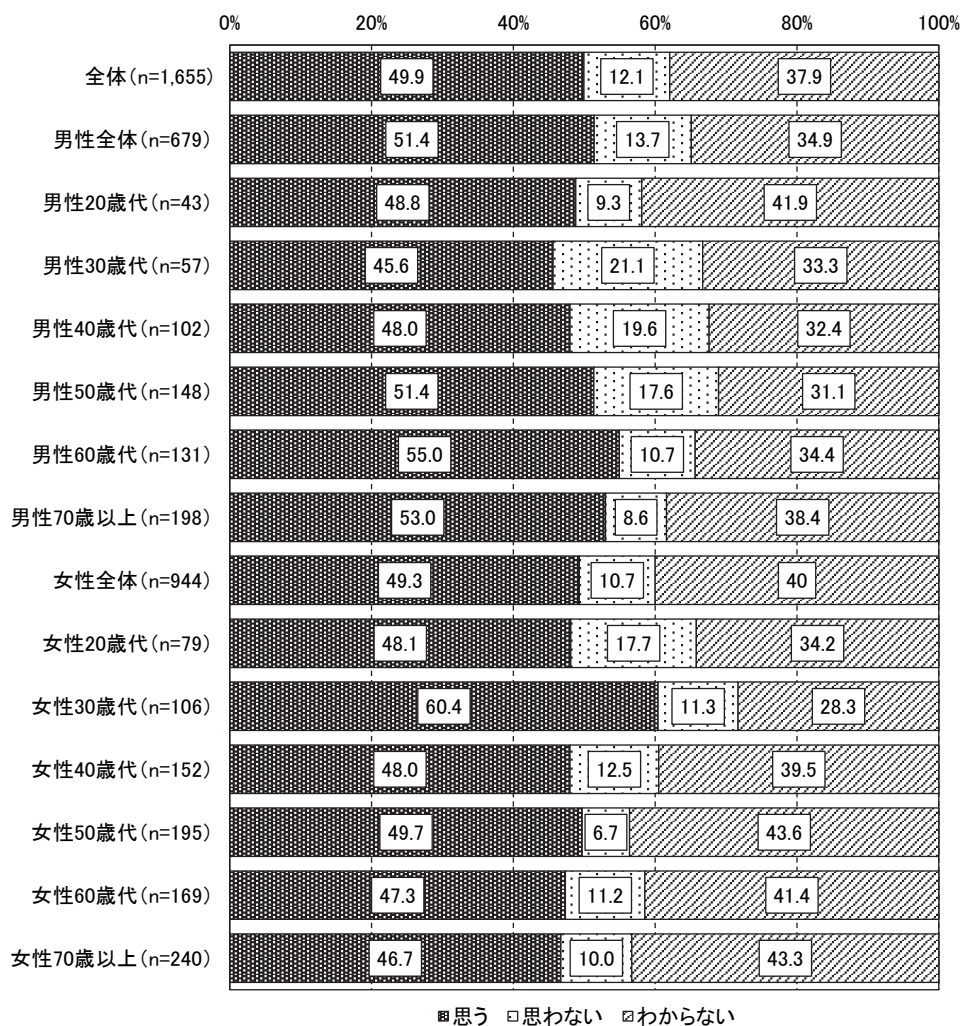 0% 20% 40% 60% 80% 100%
全体(n=1,655) 49.9 12.1 37.9
男性全体(n=679) 51.4 13.7 34.9
男性20歳代(n=43) 48.8 9.3 41.9
男性30歳代(n=57) 45.6 21.1 33.3
男性40歳代(n=102) 48.0 19.6 32.4
男性50歳代(n=148) 51.4 17.6 31.1
男性60歳代(n=131) 55.0 10.7 34.4
男性70歳以上(n=198) 53.0 8.6 38.4
女性全体(n=944) 49.3 10.7 40
女性20歳代(n=79) 48.1 17.7 34.2
女性30歳代(n=106) 60.4 11.3 28.3
女性40歳代(n=152) 48.0 12.5 39.5
女性50歳代(n=195) 49.7 6.7 43.6
女性60歳代(n=169) 47.3 11.2 41.4
女性70歳以上(n=240) 46.7 10.0 43.3
思う 思わない わからない